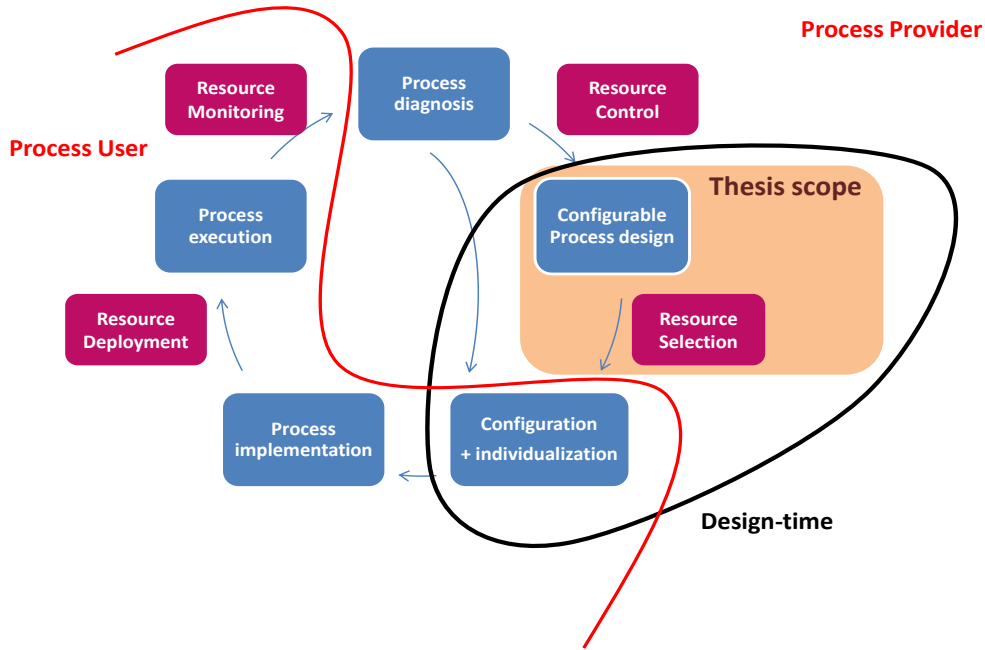 Process Provider
Process
diagnosis
Resource
Monitoring
Resource
Control
Process User
Thesis scope
Process
execution
Configurable
Process design
Resource
Deployment
Resource
Selection
Process
implementation
Configuration
+ individualization
Design-time